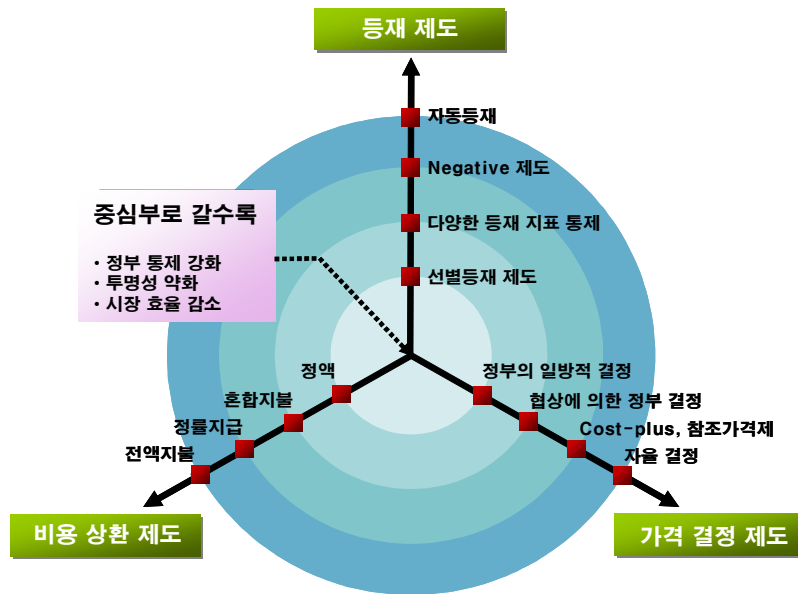 등재 제도
자동등재
Negative 제도
다양한 등재 지표 통제
선별등재 제도
중심부로 갈수록
• 정부 통제 강화
• 투명성 약화
• 시장 효율 감소
정액
혼합지불
정률지급
전액지불
정부의 일방적 결정
협상에 의한 정부 결정
Cost-plus, 참조가격제
자율 결정
비용 상환 제도
가격 결정 제도